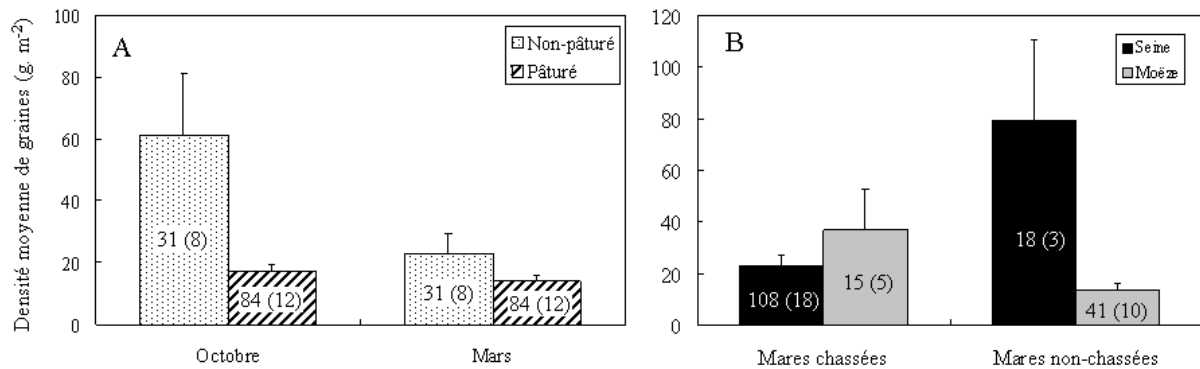 Densité moyenne de graines (g. m-2)
100
80
60
40
20
0
A
Non-pâturé
Pâturé
31 (8)
84 (12)
31 (8)
84 (12)
Octobre
Mars
120
100
80
60
40
20
0
B
Seine
Moëze
108 (18)
15 (5)
18 (3)
41 (10)
Mares chassées
Mares non-chassées